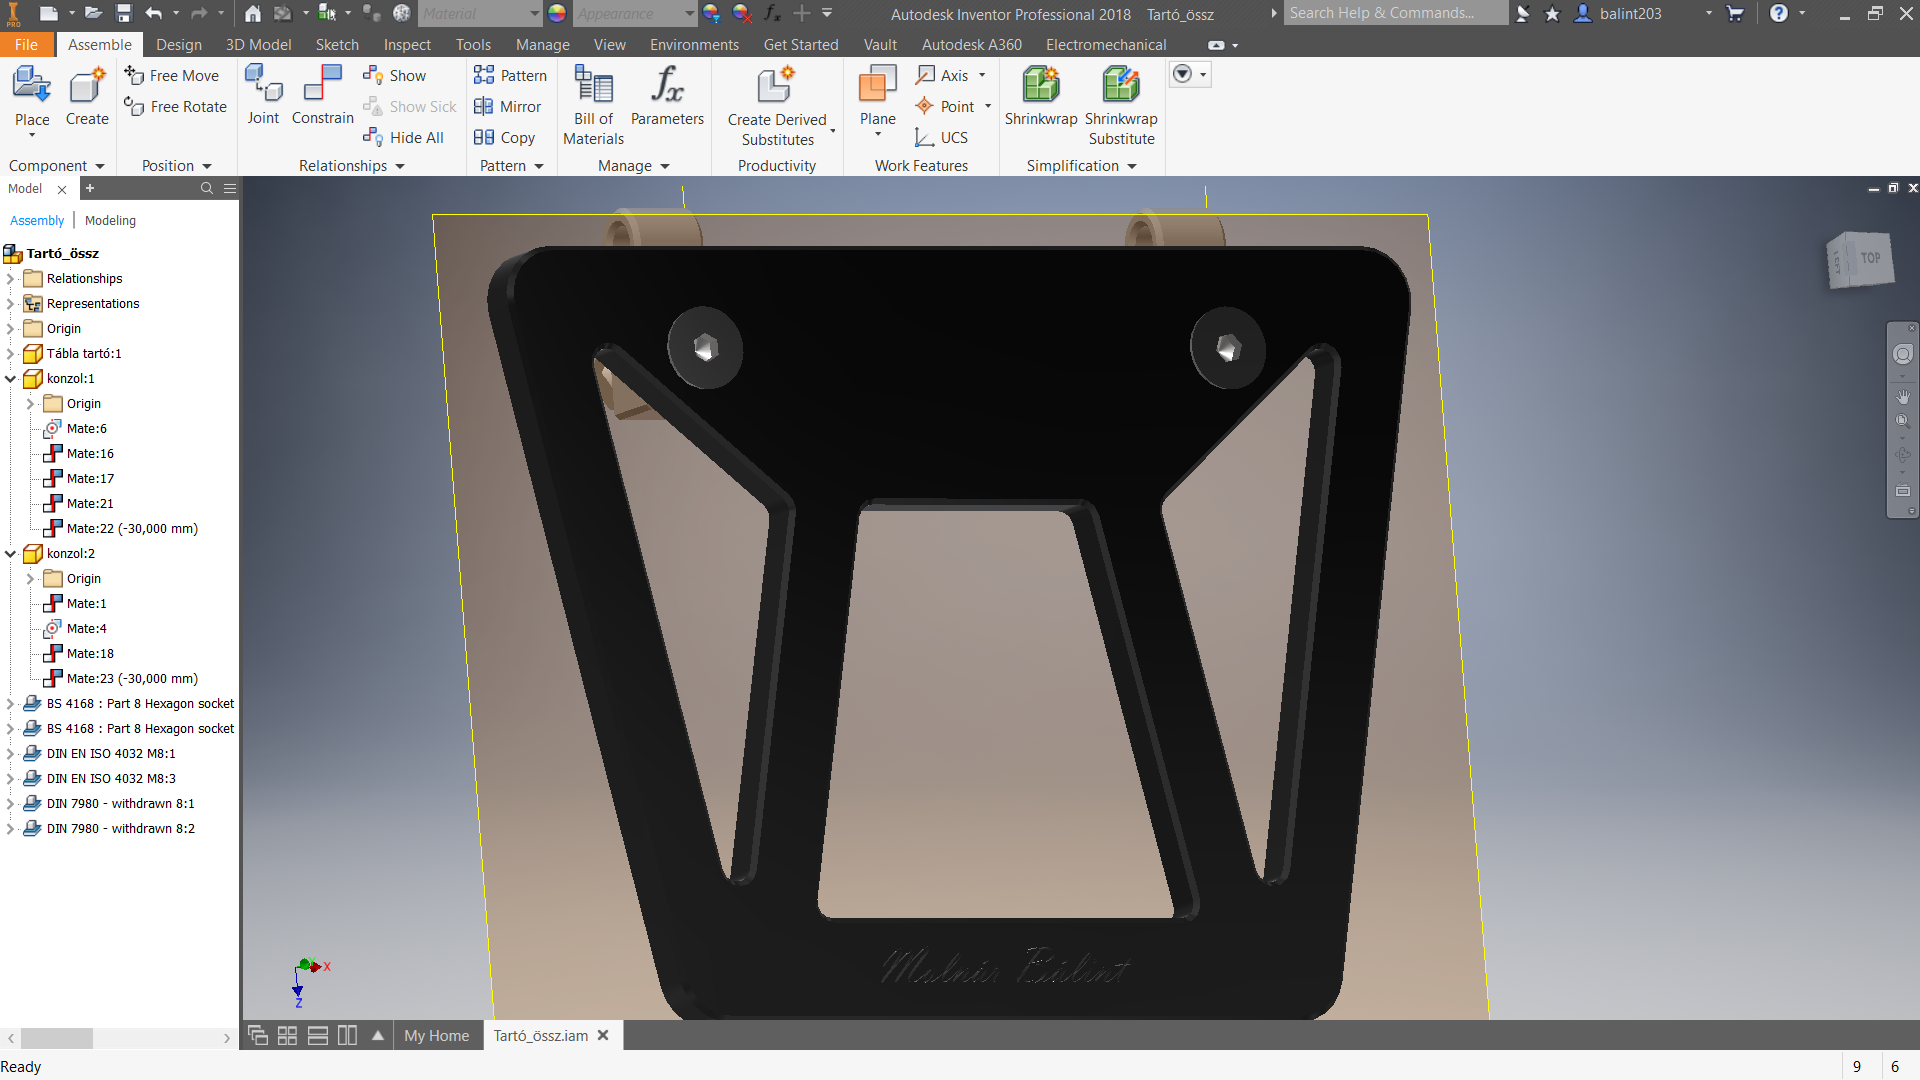 PRO
Material
Appearance
Autodesk Inventor Professional 2018 Tartó_össz
Search Help & Commands...
balint203
File Assemble Design 3D Model Sketch Inspect Tools Manage View Environments Get Started Vault Autodesk A360 Electromechanical
Place
Create
Component
Free Move
Free Rotate
Position
Joint
Constrain
Show
Show Sick
Hide All
Relationships
Pattern
Mirror
Copy
Pattern
Bill of
Materials
Parameters
Manage
Create Derived
Substitutes
Productivity
Plane
Axis
Point
UCS
Work Features
Shrinkwrap
Shrinkwrap
Substitute
Simplification
Model
Assembly | Modeling
Tartó_össz
Relationships
Representations
Origin
Tábla tartó:1
konzol:1
Origin
Mate:6
Mate:16
Mate:17
Mate:21
Mate:22 (-30,000 mm)
konzol:2
Origin
Mate:1
Mate:4
Mate:18
Mate:23 (-30,000 mm)
BS 4168 : Part 8 Hexagon socket
BS 4168 : Part 8 Hexagon socket
DIN EN ISO 4032 M8:1
DIN EN ISO 4032 M8:3
DIN 7980 - withdrawn 8:1
DIN 7980 - withdrawn 8:2
LEFT
TOP
Molnár Bálint
X
Y
Z
My Home
Tartó_össz.iam
Ready
9 6